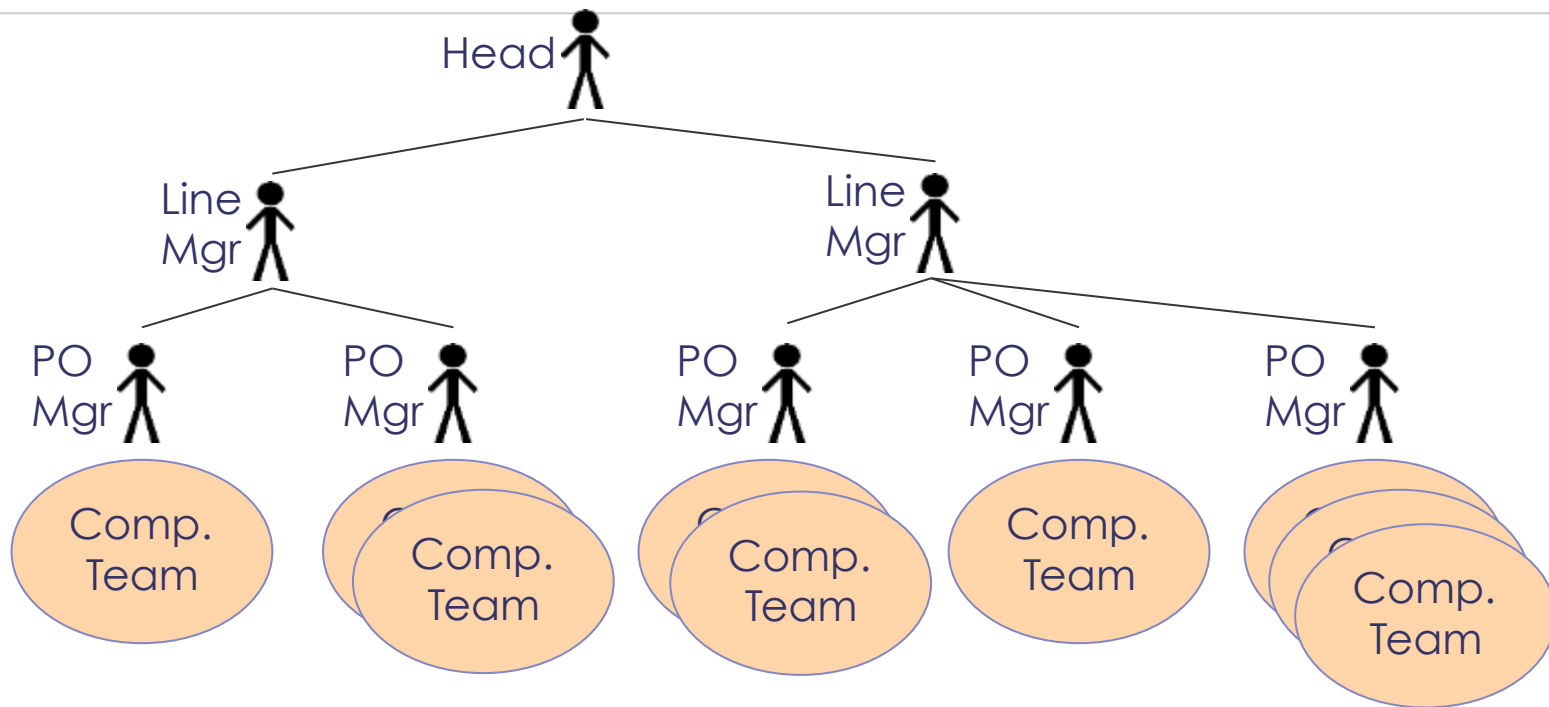 Head
Line
Mgr
Line
Mgr
PO
Mgr
PO
Mgr
PO
Mgr
PO
Mgr
PO
Mgr
Comp.
Team
Comp.
Team
Comp.
Team
Comp.
Team
Comp.
Team